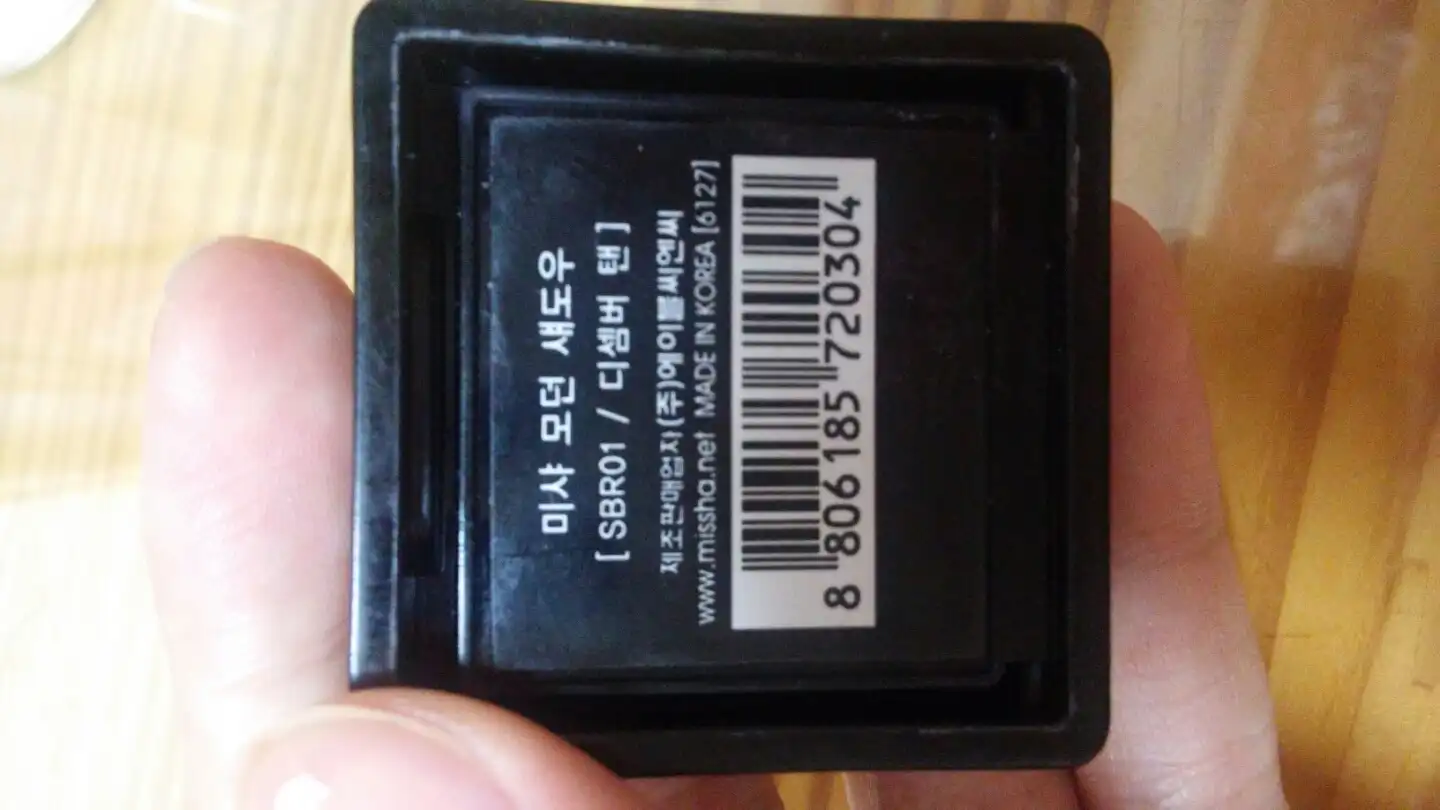 미샤 모던 섀도우
[ SBR01 / 디셈버 탠 ]
제조판매업자(주)에이블씨엔씨
www.missha.net MADE IN KOREA [6127]
8 806185 720304